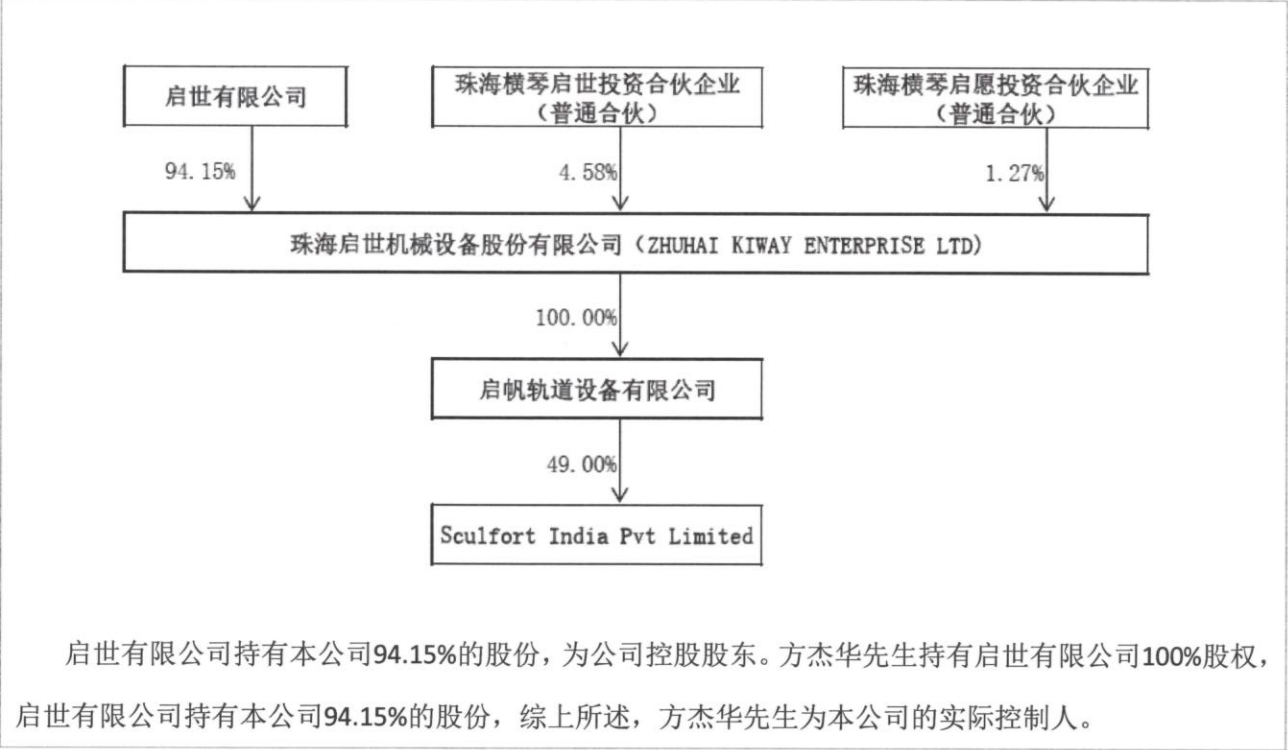 启世有限公司
珠海横琴启世投资合伙企业
（普通合伙）
珠海横琴启愿投资合伙企业
（普通合伙）
94.15%
4.58%
1.27%
珠海启世机械设备股份有限公司（ZHUHAI KIWAY ENTERPRISE LTD）
100.00%
启帆轨道设备有限公司
49.00%
Sculfort India Pvt Limited
启世有限公司持有本公司94.15%的股份，为公司控股股东。方杰华先生持有启世有限公司100%股权，
启世有限公司持有本公司94.15%的股份，综上所述，方杰华先生为本公司的实际控制人。